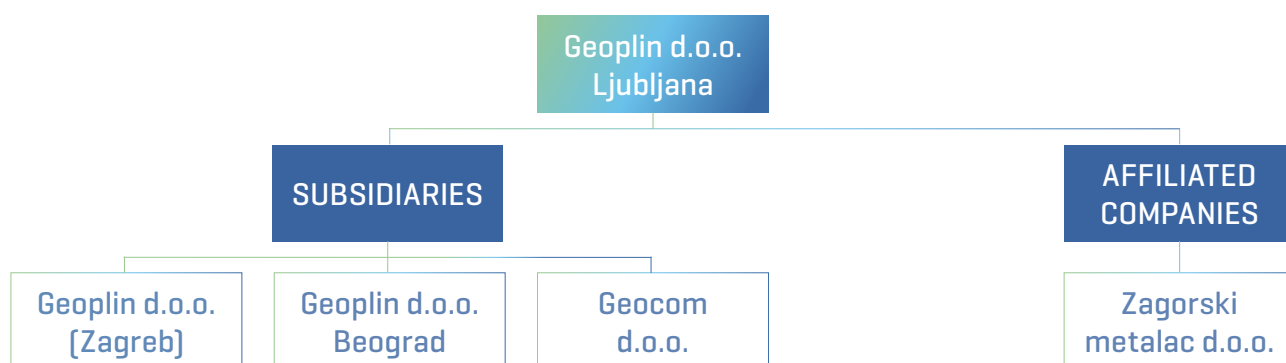 Geoplin d.o.o.
Ljubljana
SUBSIDIARIES
AFFILIATED
COMPANIES
Geoplin d.o.o.
(Zagreb)
Geoplin d.o.o.
Beograd
Geocom
d.o.o.
Zagorski
metalac d.o.o.